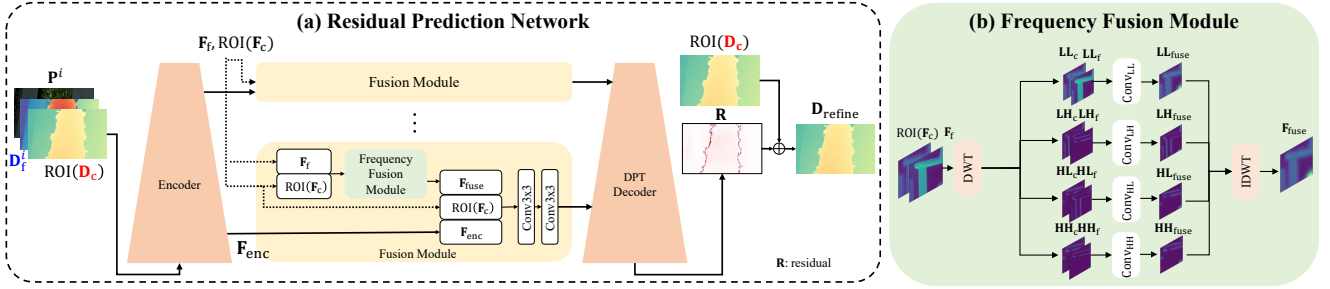 (a) Residual Prediction Network
F_f, ROI(F_c)
P^i
D_f^i
ROI(D_c)
Encoder
F_enc
Fusion Module
⋮
F_f
ROI(F_c)
Frequency
Fusion
Module
F_fuse
ROI(F_c)
F_enc
Conv3x3
Conv3x3
Fusion Module
DPT
Decoder
ROI(D_c)
R
D_refine
R: residual
(b) Frequency Fusion Module
ROI(F_c) F_f
DWT
LL_c LL_f
Conv_LL
LL_fuse
LH_c LH_f
Conv_LH
LH_fuse
HL_c HL_f
Conv_HL
HL_fuse
HH_c HH_f
Conv_HH
HH_fuse
IDWT
F_fuse